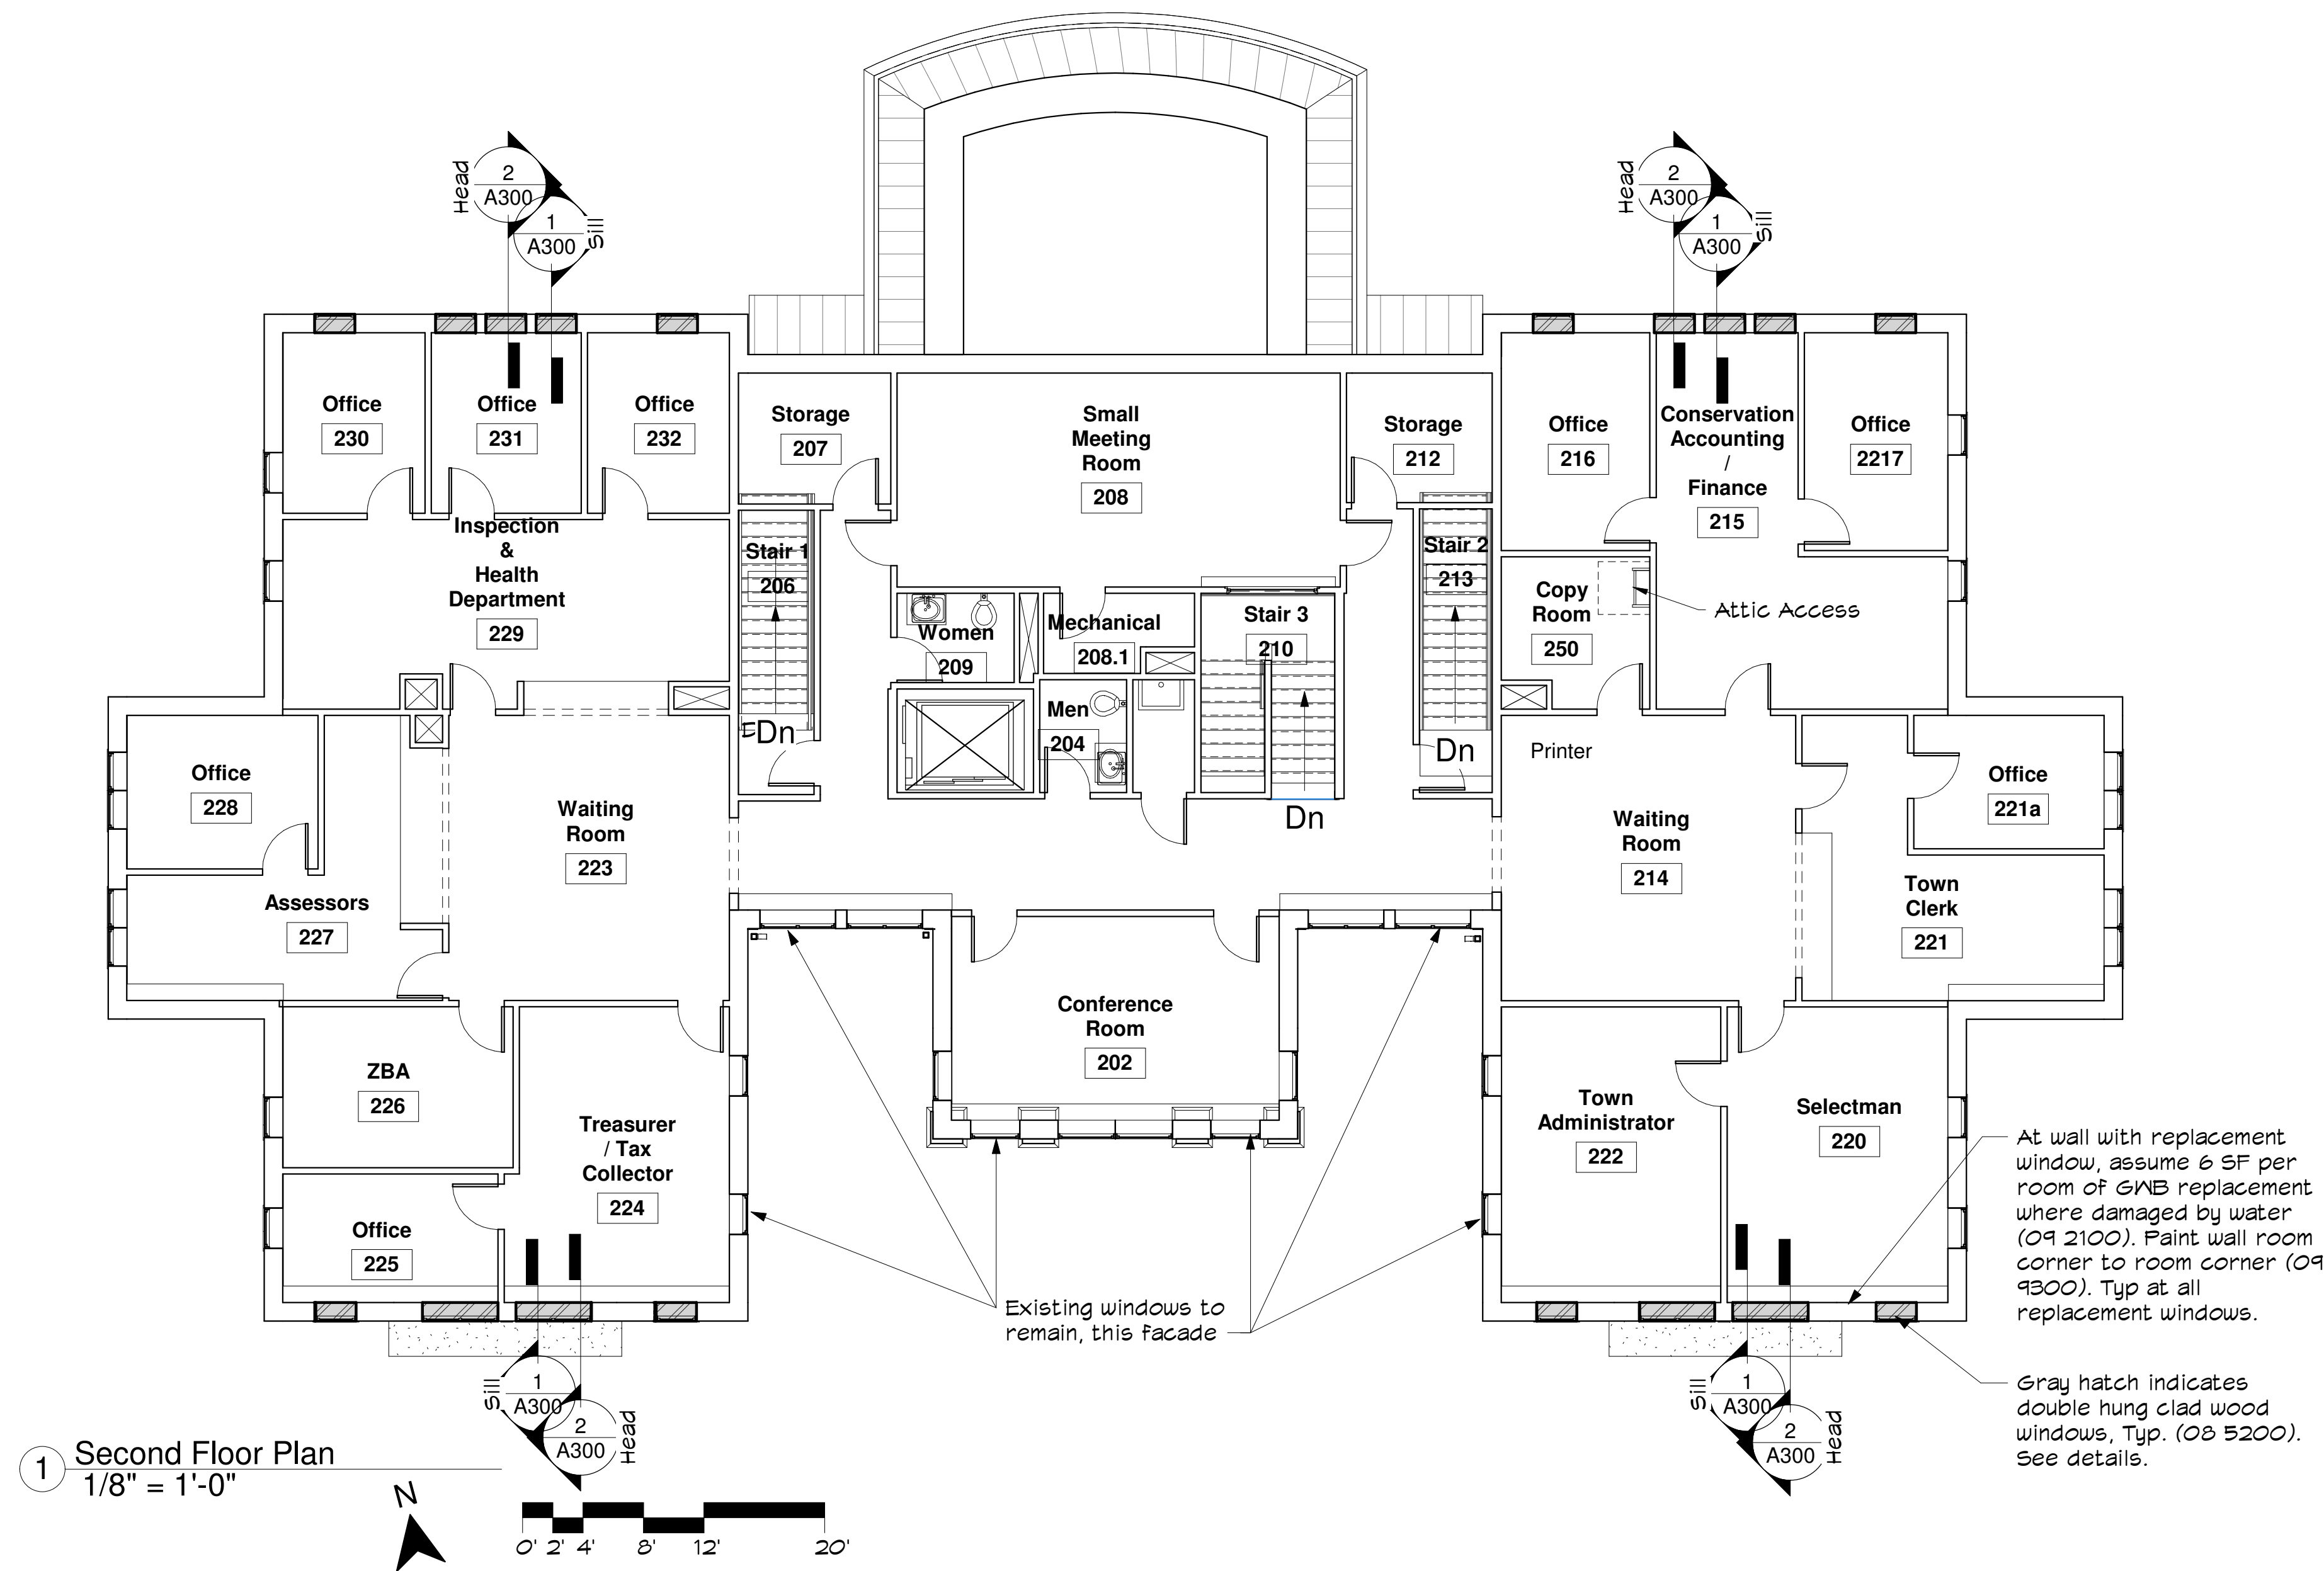 2
A300
Head
1
A300
Sill
2
A300
Head
1
A300
Sill
Office
230
Office
231
Office
232
Storage
207
Small
Meeting
Room
208
Storage
212
Office
216
Conservation
Accounting
/
Finance
215
Office
2217
Inspection
&
Health
Department
229
Stair 1
206
Women
209
Mechanical
208.1
Stair 3
210
Stair 2
213
Copy
Room
250
Attic Access
Men
204
Dn
Dn
Dn
Printer
Office
228
Waiting
Room
223
Assessors
227
Waiting
Room
214
Office
221a
Town
Clerk
221
Conference
Room
202
ZBA
226
Treasurer
/ Tax
Collector
224
Office
225
Town
Administrator
222
Selectman
220
At wall with replacement
window, assume 6 SF per
room of GWB replacement
where damaged by water
(09 2100). Paint wall room
corner to room corner (09
9300). Typ at all
replacement windows.
Existing windows to
remain, this facade
Gray hatch indicates
double hung clad wood
windows, Typ. (08 5200).
See details.
Sill
1
A300
2
A300
Head
Sill
1
A300
2
A300
Head
1
Second Floor Plan
1/8" = 1'-0"
N
0' 2' 4' 8' 12' 20'